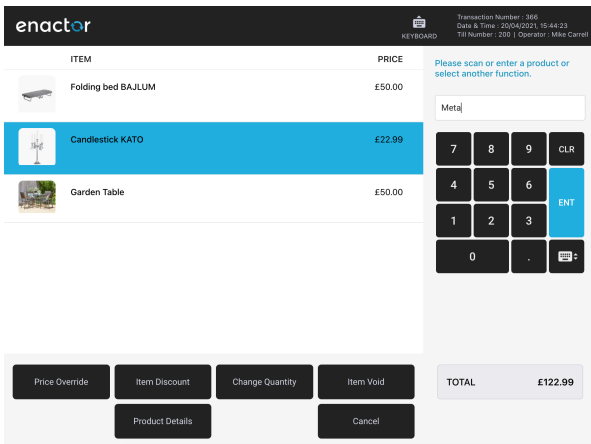 enactor
KEYBOARD
Transaction Number : 366
Date & Time : 20/04/2021, 15:44:23
Till Number : 200 | Operator : Mike Carrell
ITEM PRICE
Folding bed BAJLUM £50.00
Candlestick KATO £22.99
Garden Table £50.00
Please scan or enter a product or
select another function.
Meta
7 8 9 CLR
4 5 6 ENT
1 2 3
0 .
Price Override Item Discount Change Quantity Item Void
Product Details Cancel
TOTAL £122.99